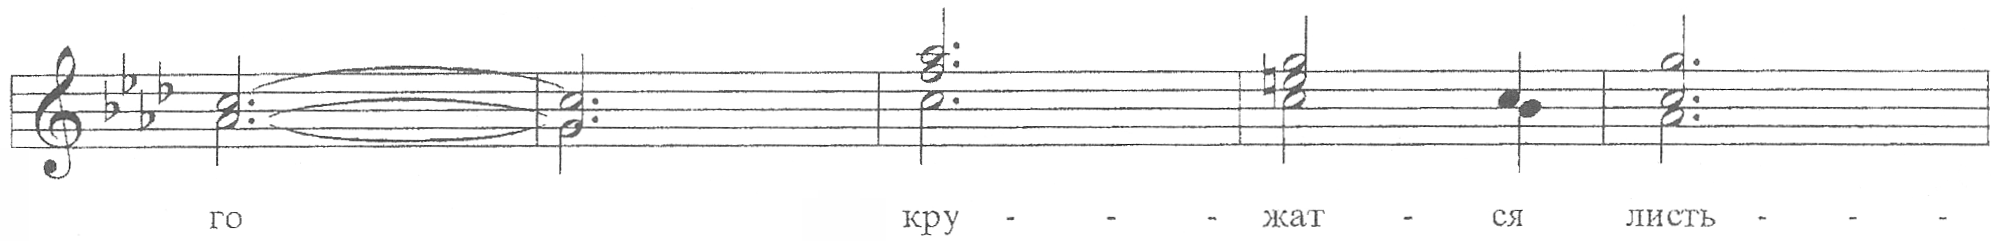 го кру - - - жат - ся листь - - -